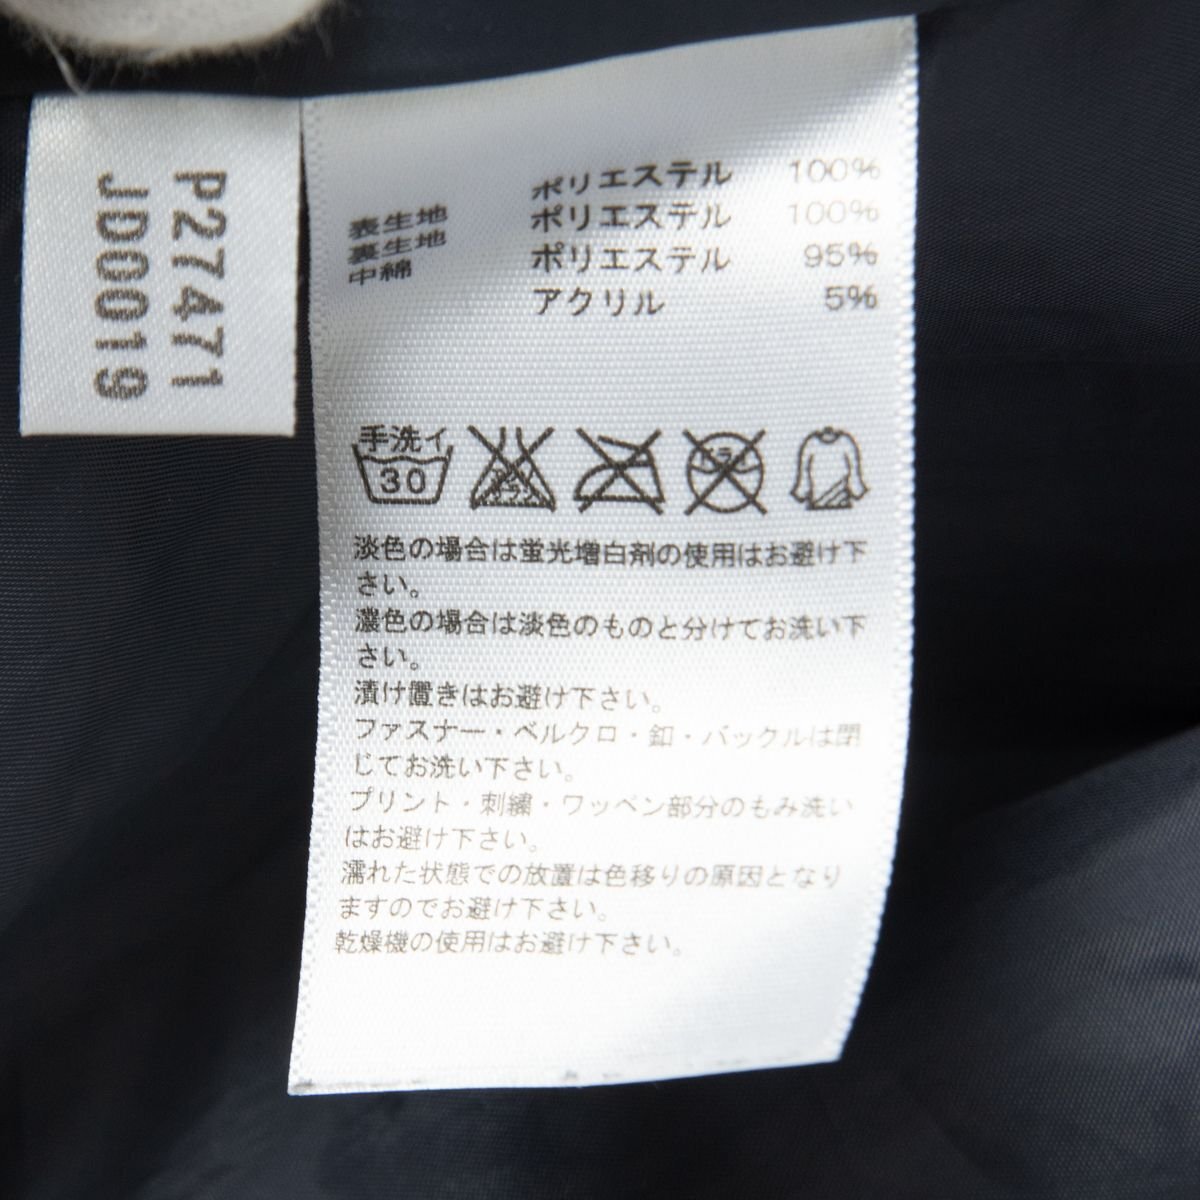 P27471
JD0019
表生地 ポリエステル 100%
裏生地 ポリエステル 100%
中綿 ポリエステル 95%
アクリル 5%
手洗イ
30
淡色の場合は蛍光増白剤の使用はお避け下
さい。
濃色の場合は淡色のものと分けてお洗い下
さい。
漬け置きはお避け下さい。
ファスナー・ベルクロ・釦・バックルは閉
じてお洗い下さい。
プリント・刺繍・ワッペン部分のもみ洗い
はお避け下さい。
濡れた状態での放置は色移りの原因となり
ますのでお避け下さい。
乾燥機の使用はお避け下さい。